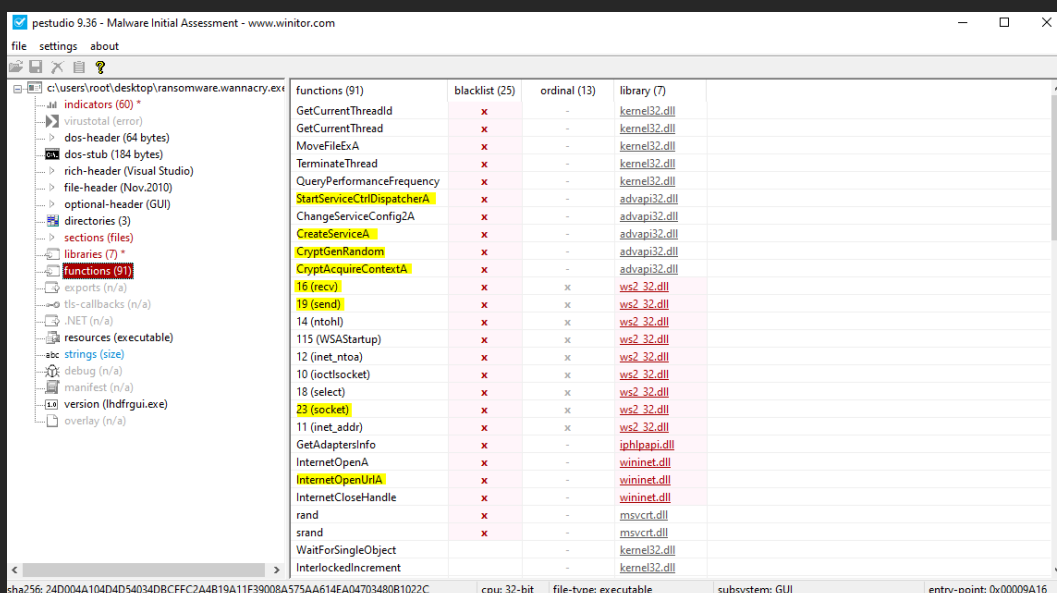 pestudio 9.36 - Malware Initial Assessment - www.winitor.com
file settings about
c:\users\root\desktop\ransomware.wannacry.exe
indicators (60) *
virustotal (error)
dos-header (64 bytes)
dos-stub (184 bytes)
rich-header (Visual Studio)
file-header (Nov.2010)
optional-header (GUI)
directories (3)
sections (files)
libraries (7) *
functions (91)
exports (n/a)
tls-callbacks (n/a)
.NET (n/a)
resources (executable)
abc strings (size)
debug (n/a)
manifest (n/a)
1.0 version (lhdfrgui.exe)
overlay (n/a)
functions (91) blacklist (25) ordinal (13) library (7)
GetCurrentThreadId x - kernel32.dll
GetCurrentThread x - kernel32.dll
MoveFileExA x - kernel32.dll
TerminateThread x - kernel32.dll
QueryPerformanceFrequency x - kernel32.dll
StartServiceCtrlDispatcherA x - advapi32.dll
ChangeServiceConfig2A x - advapi32.dll
CreateServiceA x - advapi32.dll
CryptGenRandom x - advapi32.dll
CryptAcquireContextA x - advapi32.dll
16 (recv) x x ws2_32.dll
19 (send) x x ws2_32.dll
14 (ntohl) x x ws2_32.dll
115 (WSAStartup) x x ws2_32.dll
12 (inet_ntoa) x x ws2_32.dll
10 (ioctlsocket) x x ws2_32.dll
18 (select) x x ws2_32.dll
23 (socket) x x ws2_32.dll
11 (inet_addr) x x ws2_32.dll
GetAdaptersInfo x - iphlpapi.dll
InternetOpenA x - wininet.dll
InternetOpenUrlA x - wininet.dll
InternetCloseHandle x - wininet.dll
rand x - msvcrt.dll
srand x - msvcrt.dll
WaitForSingleObject - kernel32.dll
InterlockedIncrement - kernel32.dll
sha256: 24D004A104D4D54034DBCFFC2A4B19A11F39008A575AA614EA04703480B1022C cpu: 32-bit file-type: executable subsystem: GUI entry-point: 0x00009A16